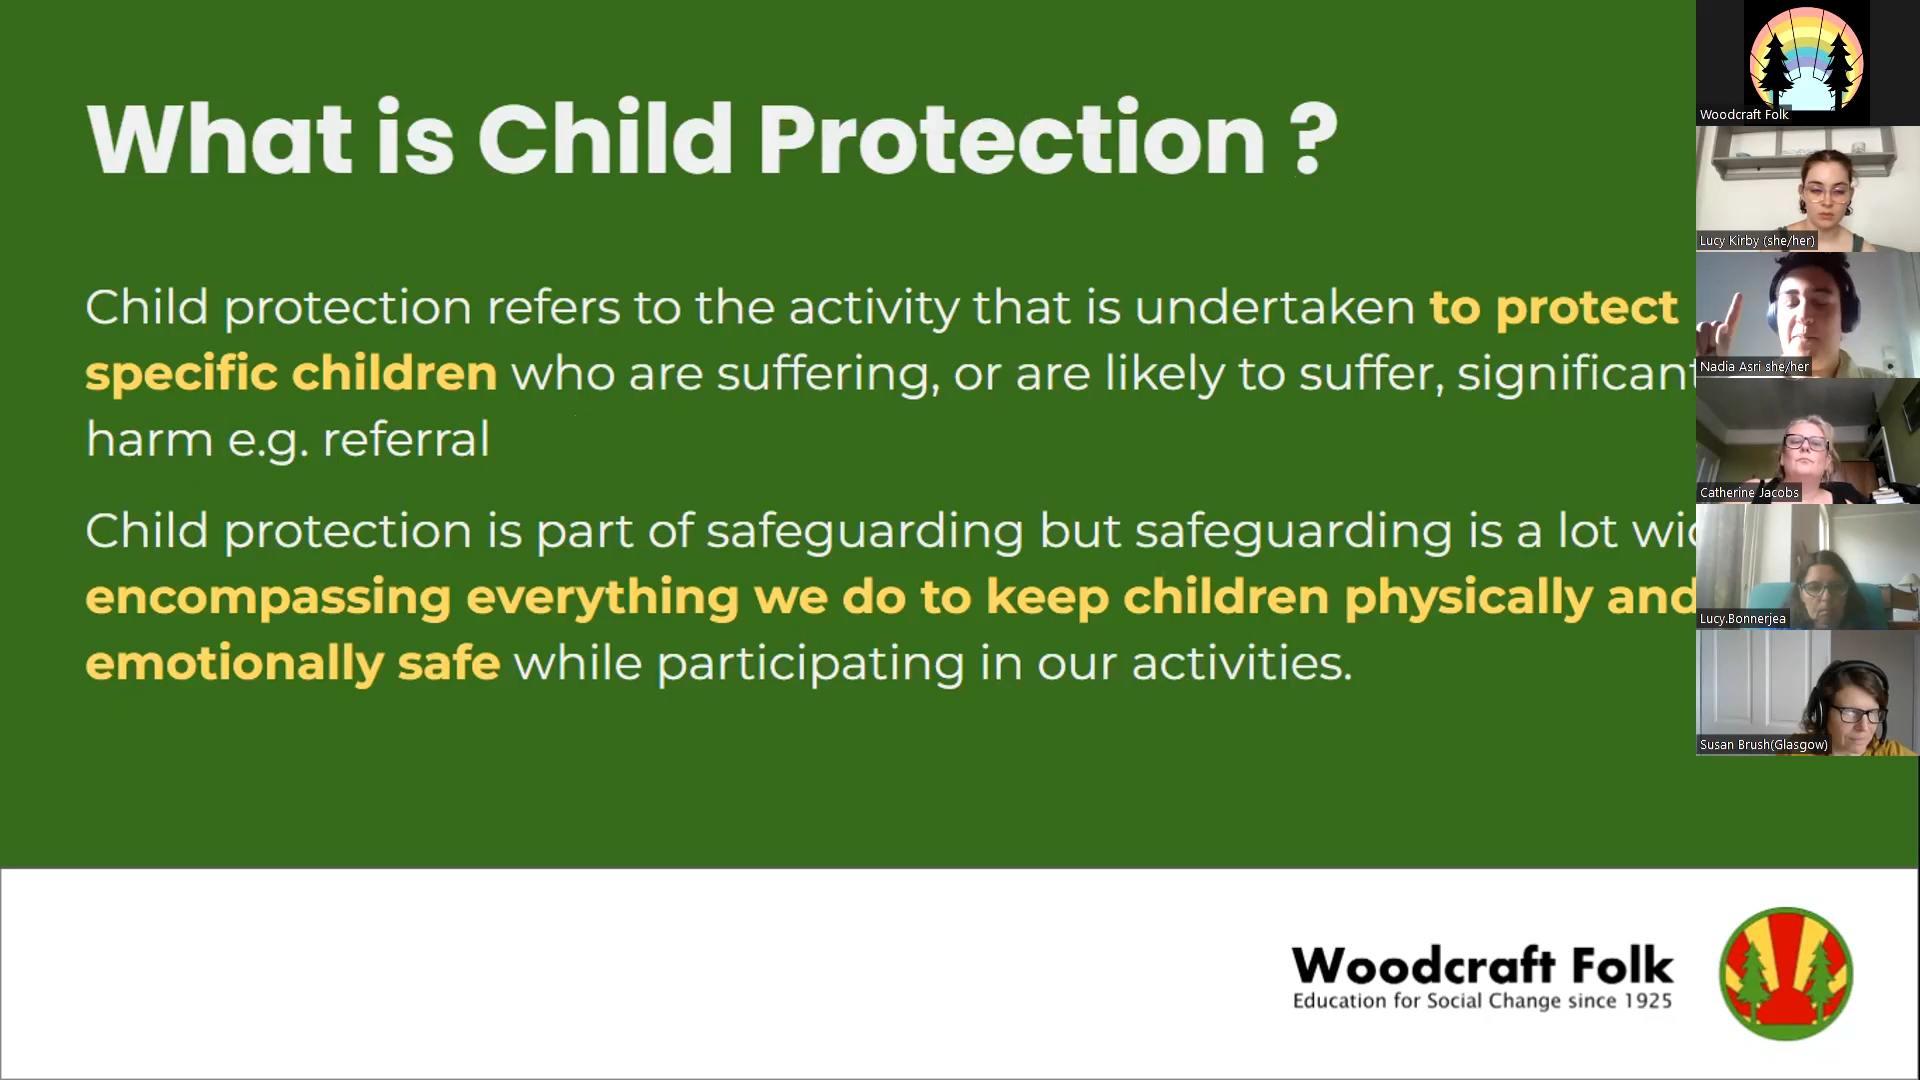 What is Child Protection ?
Child protection refers to the activity that is undertaken to protect
specific children who are suffering, or are likely to suffer, significant
harm e.g. referral
Child protection is part of safeguarding but safeguarding is a lot
encompassing everything we do to keep children physically and
emotionally safe while participating in our activities.
Woodcraft Folk
Education for Social Change since 1925
Woodcraft Folk
Lucy Kirby (she/her)
Nadia Asri she/her
Catherine Jacobs
Lucy.Bonnerjea
Susan Brush(Glasgow)